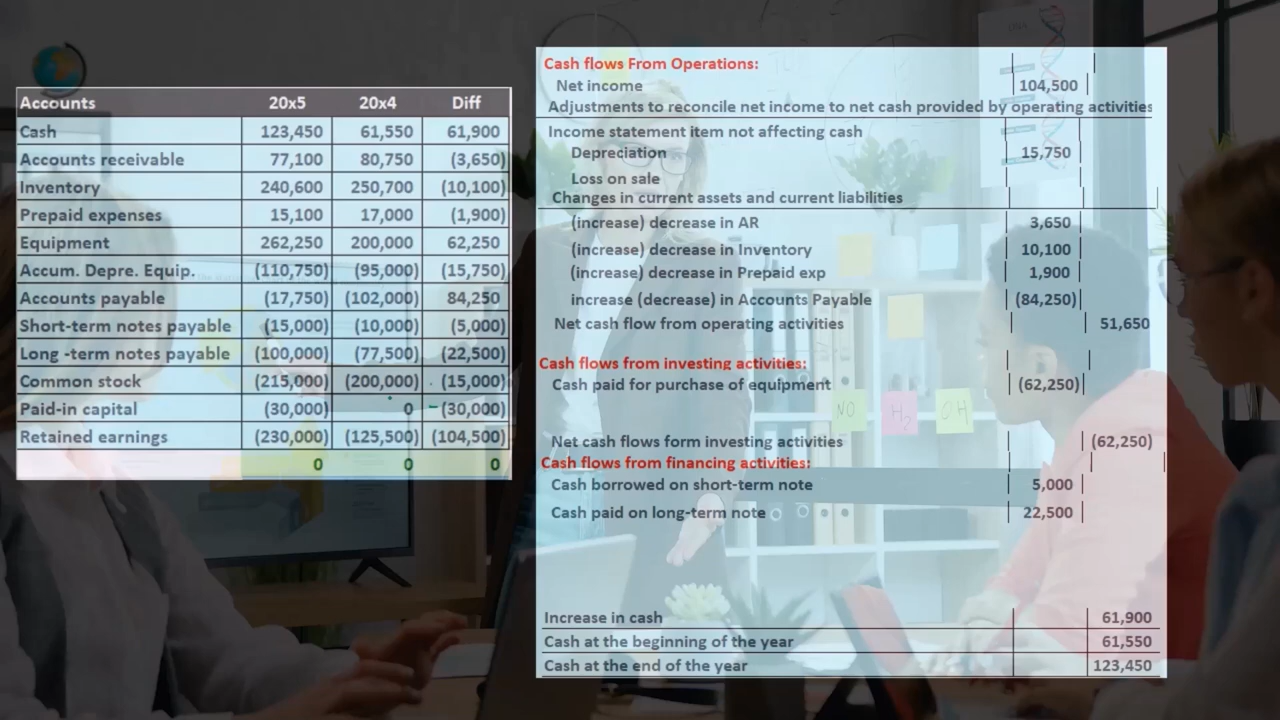 Accounts 20x5 20x4 Diff
Cash 123,450 61,550 61,900
Accounts receivable 77,100 80,750 (3,650)
Inventory 240,600 250,700 (10,100)
Prepaid expenses 15,100 17,000 (1,900)
Equipment 262,250 200,000 62,250
Accum. Depre. Equip. (110,750) (95,000) (15,750)
Accounts payable (17,750) (102,000) 84,250
Short-term notes payable (15,000) (10,000) (5,000)
Long -term notes payable (100,000) (77,500) (22,500)
Common stock (215,000) (200,000) (15,000)
Paid-in capital (30,000) 0 (30,000)
Retained earnings (230,000) (125,500) (104,500)
0 0 0
Cash flows From Operations:
Net income 104,500
Adjustments to reconcile net income to net cash provided by operating activities
Income statement item not affecting cash
Depreciation 15,750
Loss on sale
Changes in current assets and current liabilities
(increase) decrease in AR 3,650
(increase) decrease in Inventory 10,100
(increase) decrease in Prepaid exp 1,900
increase (decrease) in Accounts Payable (84,250)
Net cash flow from operating activities 51,650
Cash flows from investing activities:
Cash paid for purchase of equipment (62,250)
Net cash flows form investing activities (62,250)
Cash flows from financing activities:
Cash borrowed on short-term note 5,000
Cash paid on long-term note 22,500
Increase in cash 61,900
Cash at the beginning of the year 61,550
Cash at the end of the year 123,450
NO
H₂
OH